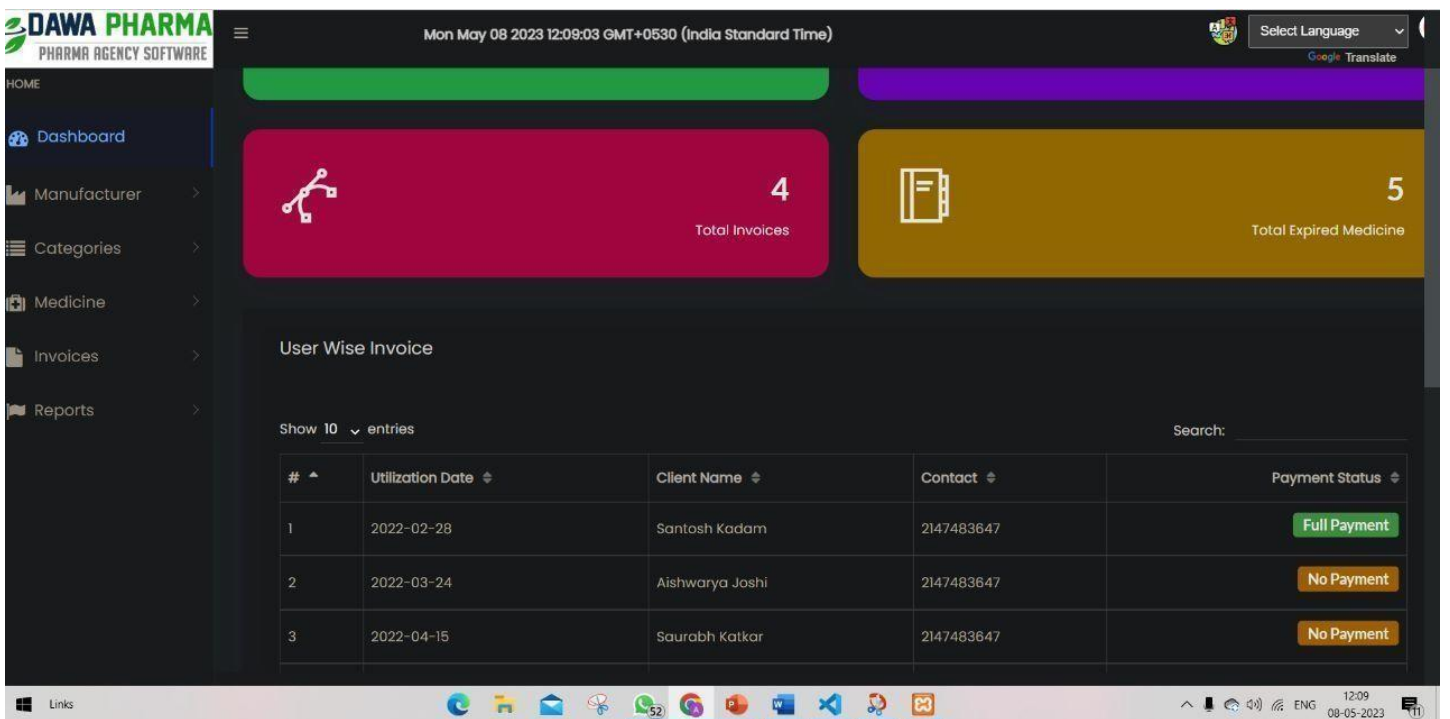 DAWA PHARMA
PHARMA AGENCY SOFTWARE
Mon May 08 2023 12:09:03 GMT+0530 (India Standard Time)
Select Language
Google Translate
HOME
Dashboard
Manufacturer
Categories
Medicine
Invoices
Reports
4
Total Invoices
5
Total Expired Medicine
User Wise Invoice
Show 10 entries
Search:
# Utilization Date Client Name Contact Payment Status
1 2022-02-28 Santosh Kadam 2147483647 Full Payment
2 2022-03-24 Aishwarya Joshi 2147483647 No Payment
3 2022-04-15 Saurabh Katkar 2147483647 No Payment
Links
52
ENG
12:09
08-05-2023